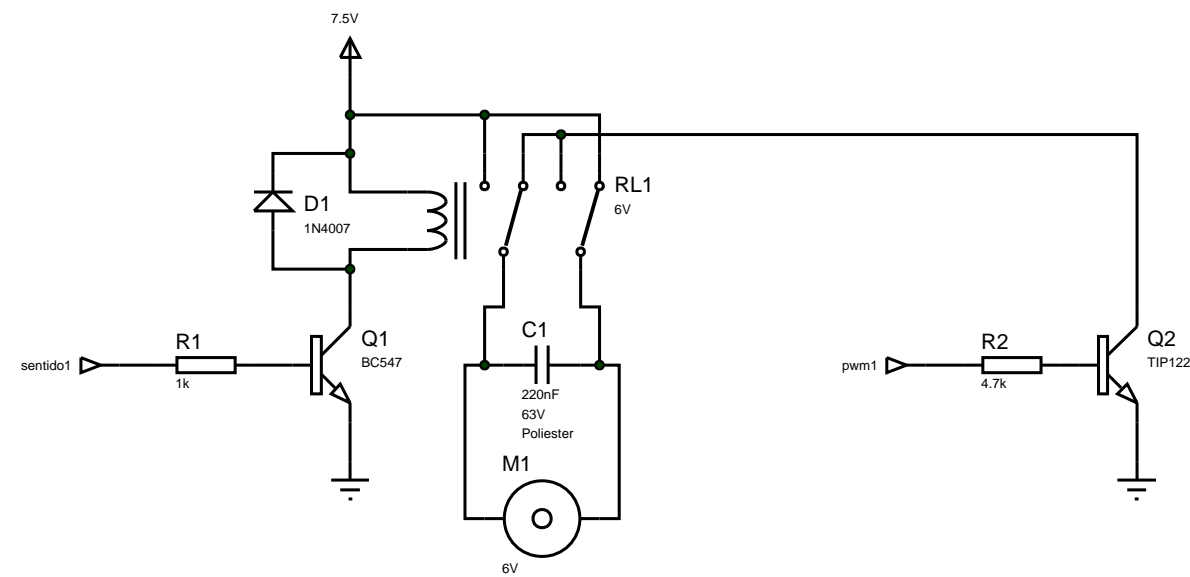 7.5V
D1
1N4007
RL1
6V
sentido1
R1
1k
Q1
BC547
C1
220nF
63V
Poliester
M1
6V
pwm1
R2
4.7k
Q2
TIP122